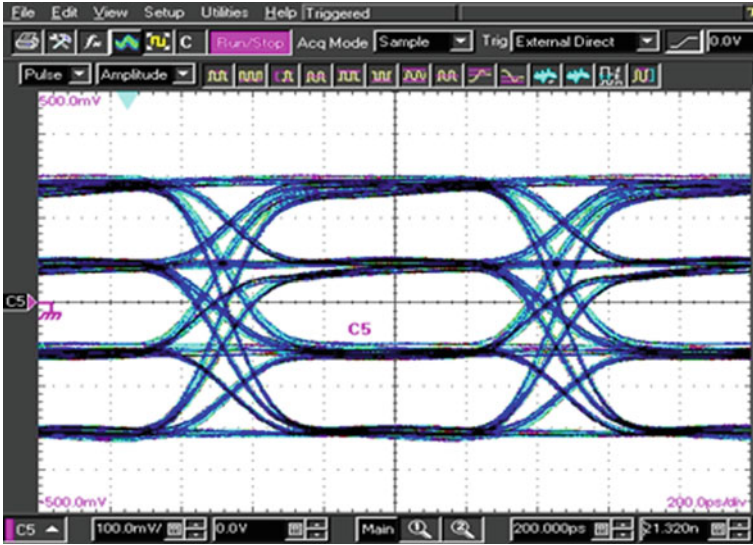 File Edit View Setup Utilities Help Triggered
Run/Stop Acq Mode Sample Trig External Direct 0.0V
Pulse Amplitude
500.0mV
C5
C5
-500.0mV 200.0ps/div
C5 100.0mV/ 0.0V Main 1 2 200.000ps 21.320n